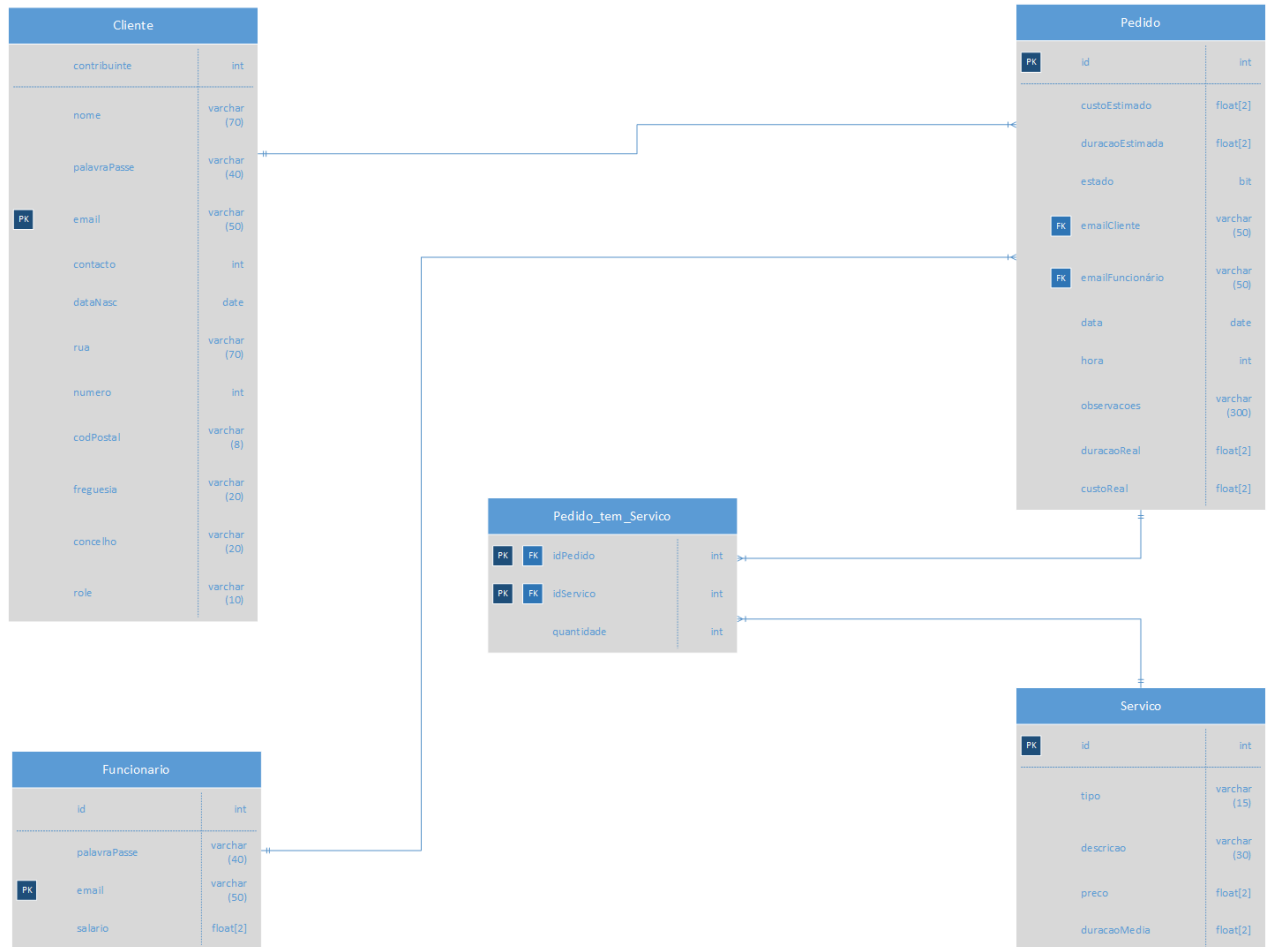 Cliente
contribuinte int
nome varchar
(70)
palavraPasse varchar
(40)
PK email varchar
(50)
contacto int
dataNasc date
rua varchar
(70)
numero int
codPostal varchar
(8)
freguesia varchar
(20)
concelho varchar
(20)
role varchar
(10)
Pedido
PK id int
custoEstimado float[2]
duracaoEstimada float[2]
estado bit
FK emailCliente varchar
(50)
FK emailFuncionário varchar
(50)
data date
hora int
observacoes varchar
(300)
duracaoReal float[2]
custoReal float[2]
Pedido_tem_Servico
PK FK idPedido int
PK FK idServico int
quantidade int
Funcionario
id int
palavraPasse varchar
(40)
PK email varchar
(50)
salario float[2]
Servico
PK id int
tipo varchar
(15)
descricao varchar
(30)
preco float[2]
duracaoMedia float[2]